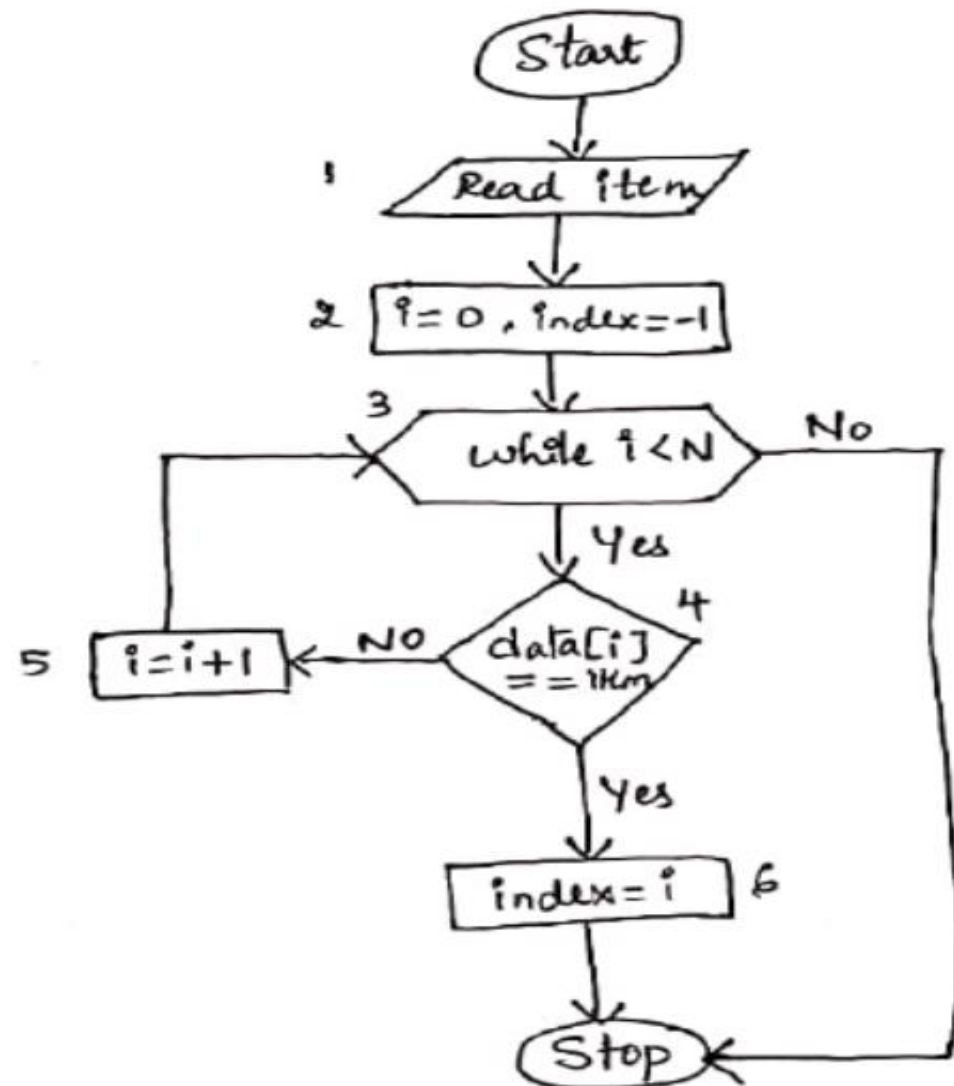 Start
1
Read item
2
i=0, index=-1
3
while i<N
No
Yes
4
data[i]
== item
NO
5
i=i+1
Yes
index=i
6
Stop